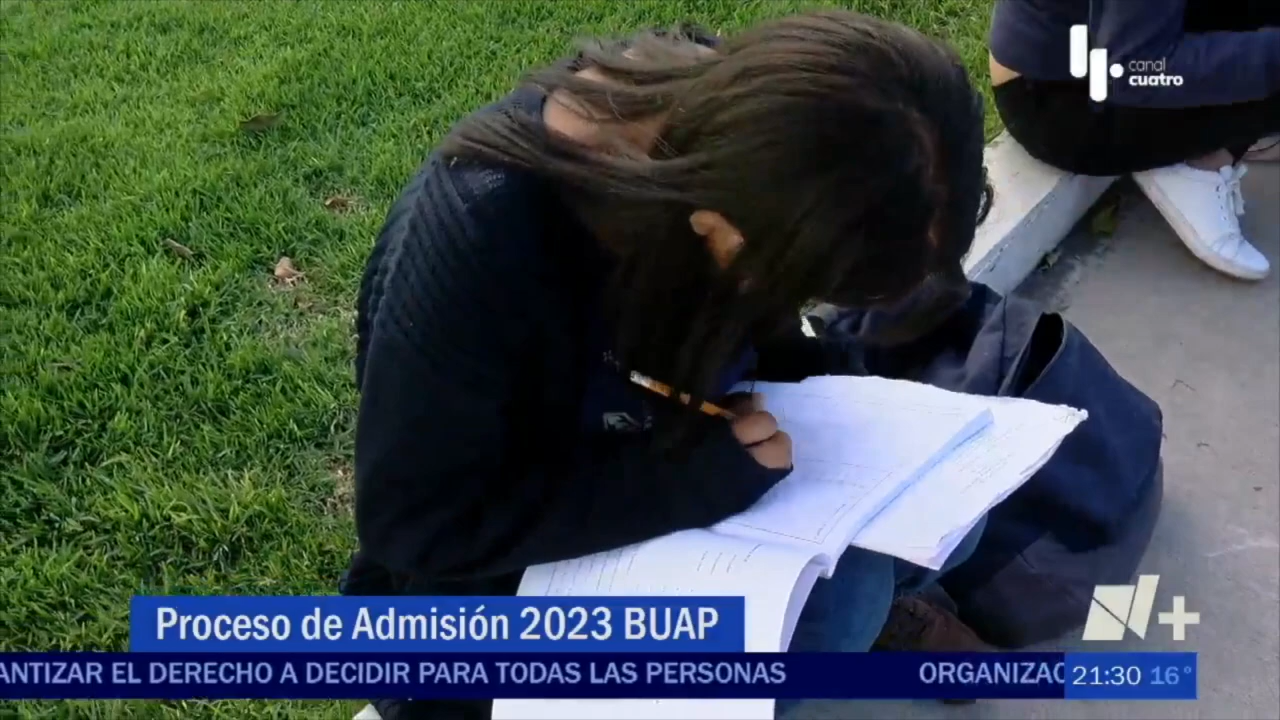 canal
cuatro
Proceso de Admisión 2023 BUAP
N+
ANTIZAR EL DERECHO A DECIDIR PARA TODAS LAS PERSONAS ORGANIZAC
21:30 16°